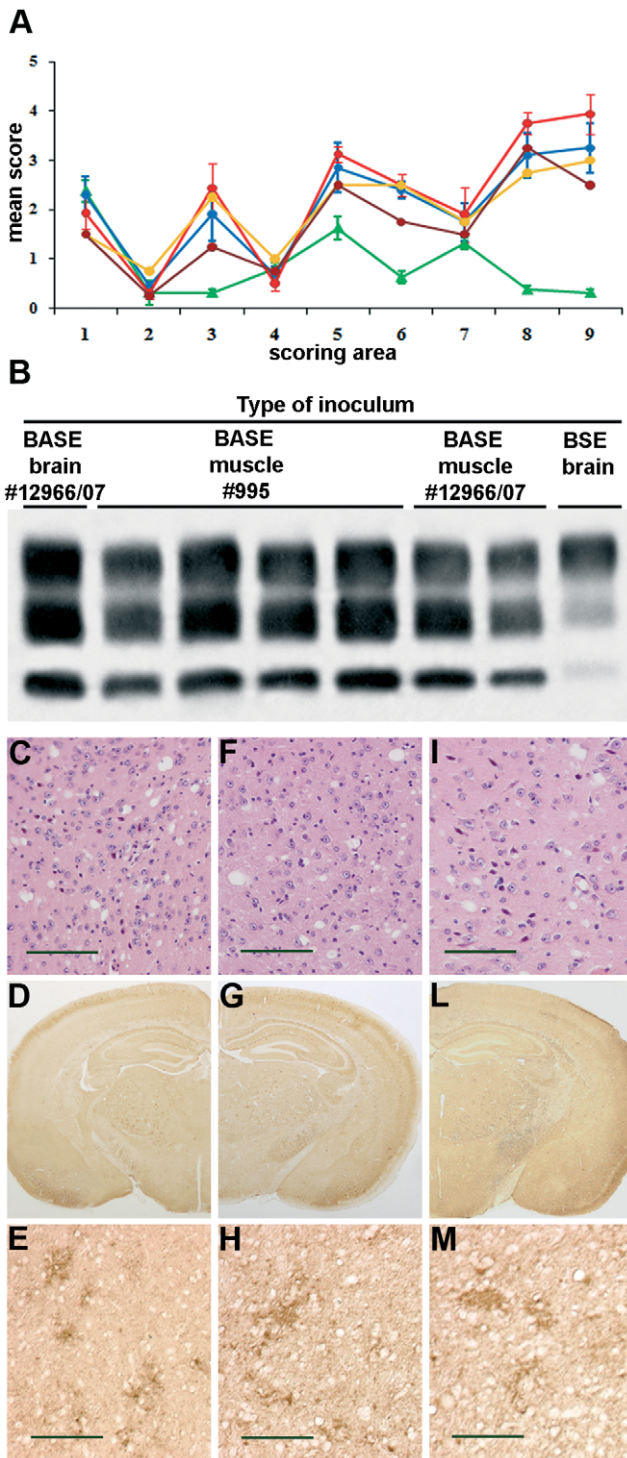 A
mean score
5
4
3
2
1
0
1 2 3 4 5 6 7 8 9
scoring area
B
Type of inoculum
BASE brain #12966/07
BASE muscle #995
BASE muscle #12966/07
BSE brain
C F I
D G L
E H M